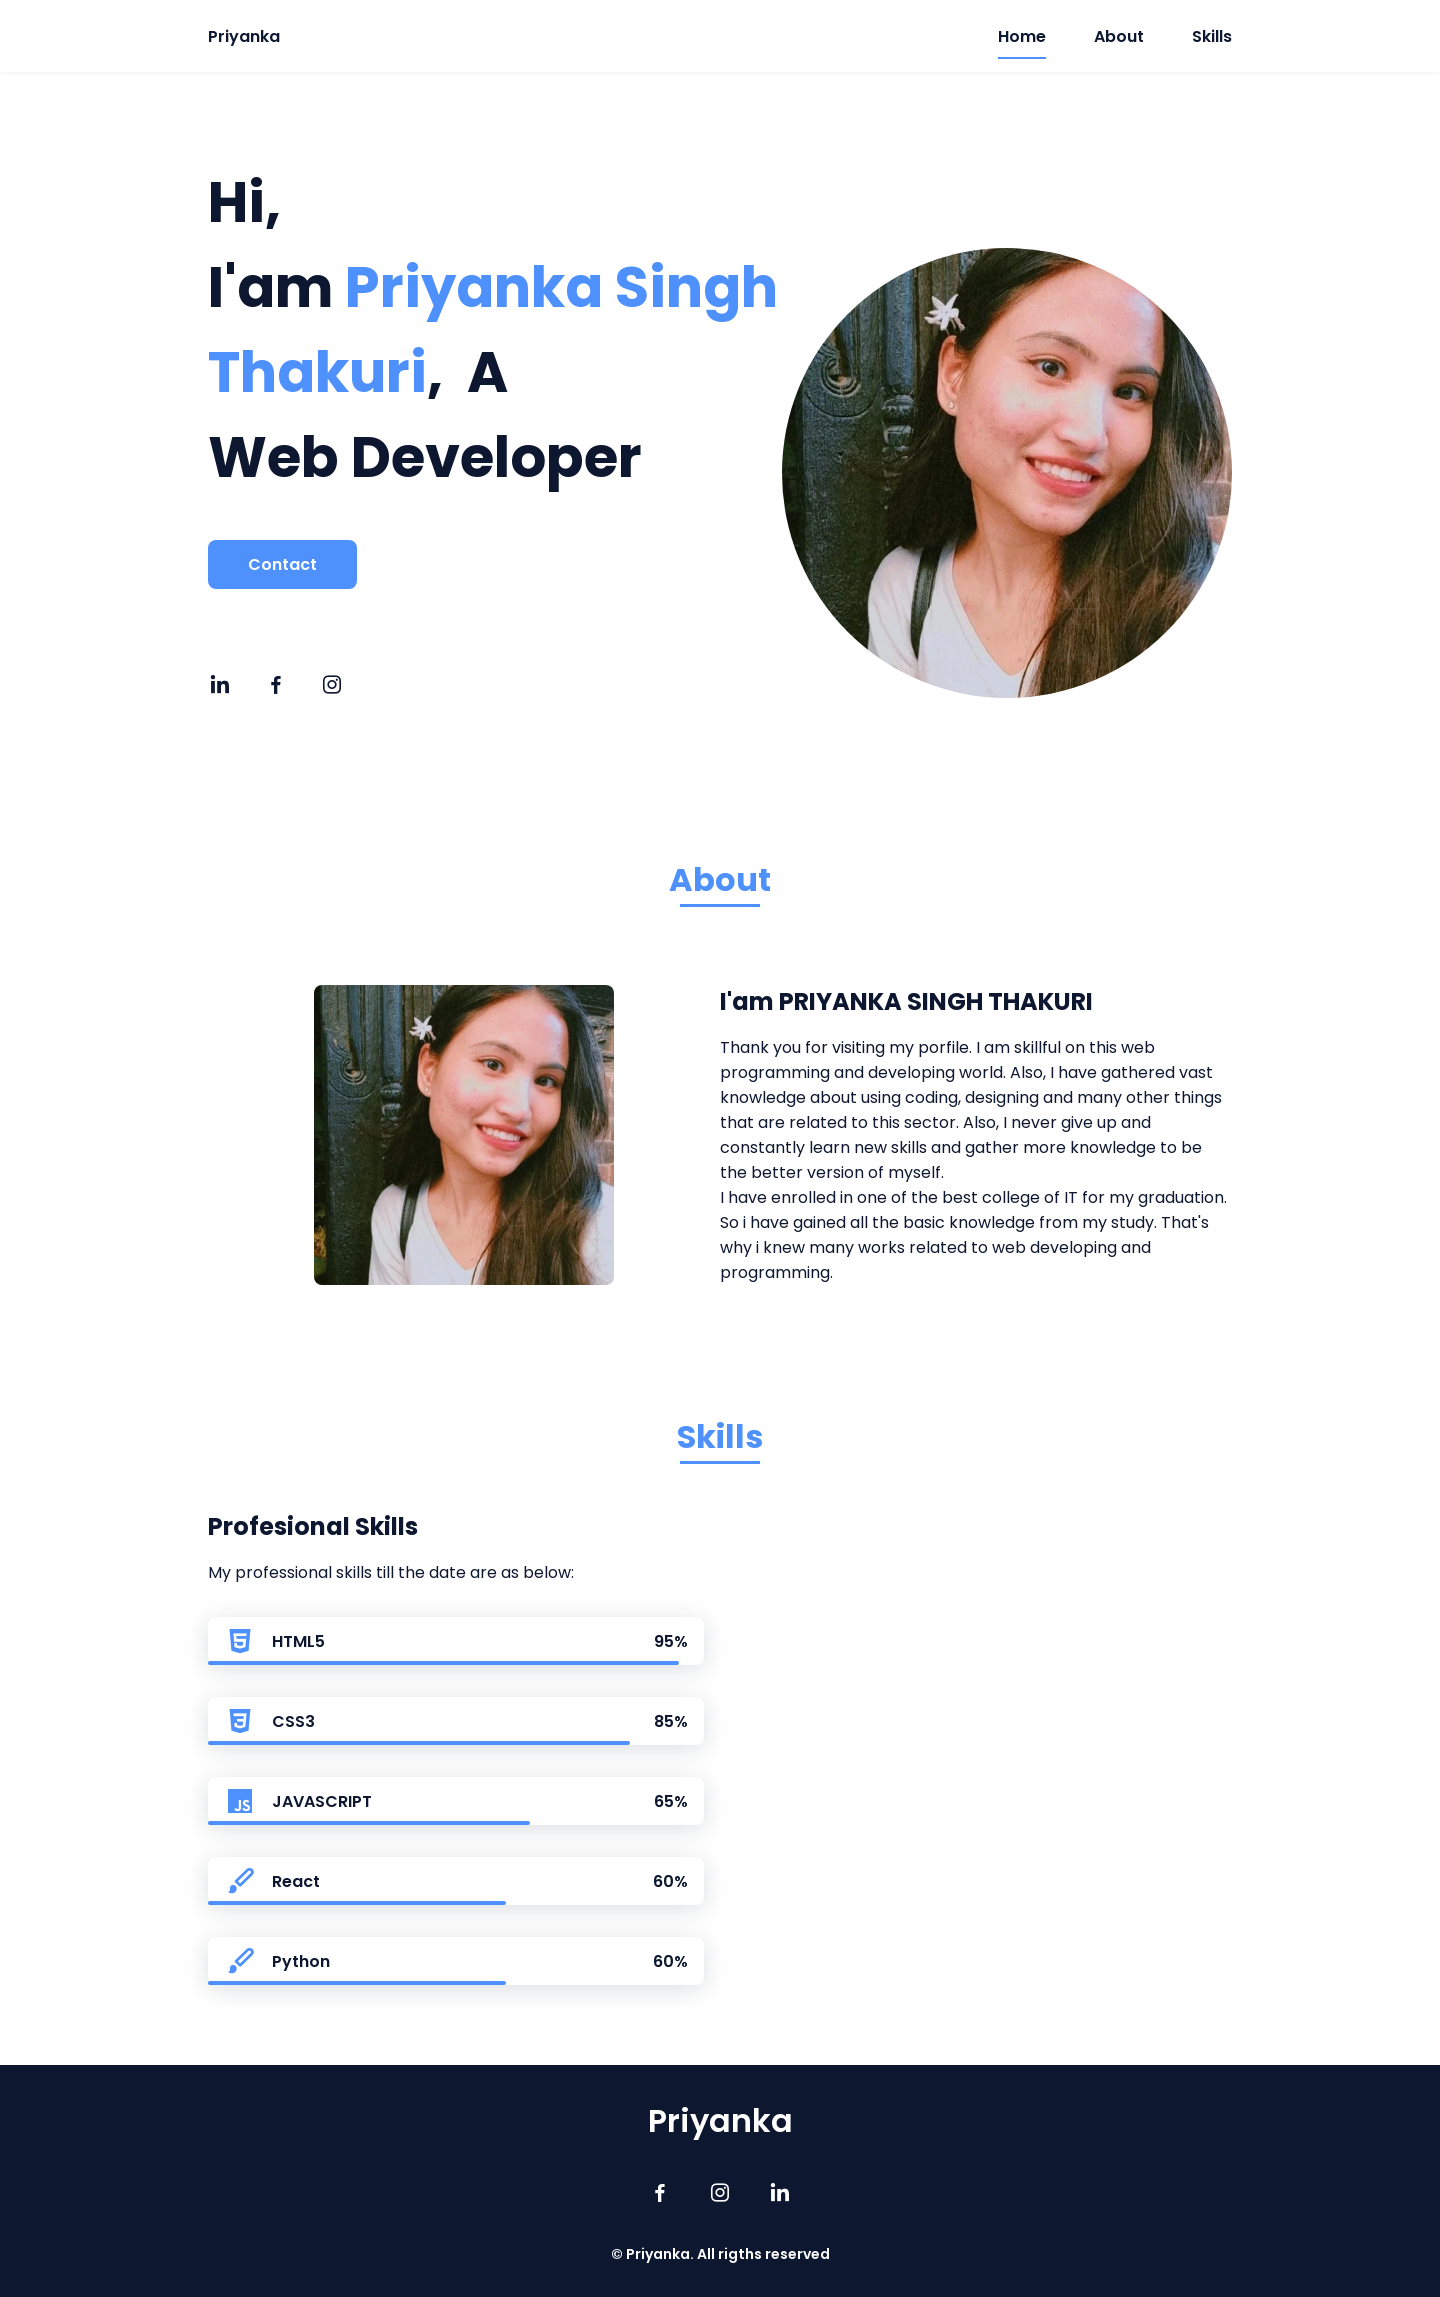 Priyanka
Home
About
Skills
Hi,
I'am Priyanka Singh
Thakuri, A
Web Developer
Contact
in
f
About
I'am PRIYANKA SINGH THAKURI
Thank you for visiting my porfile. I am skillful on this web
programming and developing world. Also, I have gathered vast
knowledge about using coding, designing and many other things
that are related to this sector. Also, I never give up and
constantly learn new skills and gather more knowledge to be
the better version of myself.
I have enrolled in one of the best college of IT for my graduation.
So i have gained all the basic knowledge from my study. That's
why i knew many works related to web developing and
programming.
Skills
Profesional Skills
My professional skills till the date are as below:
HTML5 95%
CSS3 85%
JS JAVASCRIPT 65%
React 60%
Python 60%
Priyanka
f
in
© Priyanka. All rigths reserved